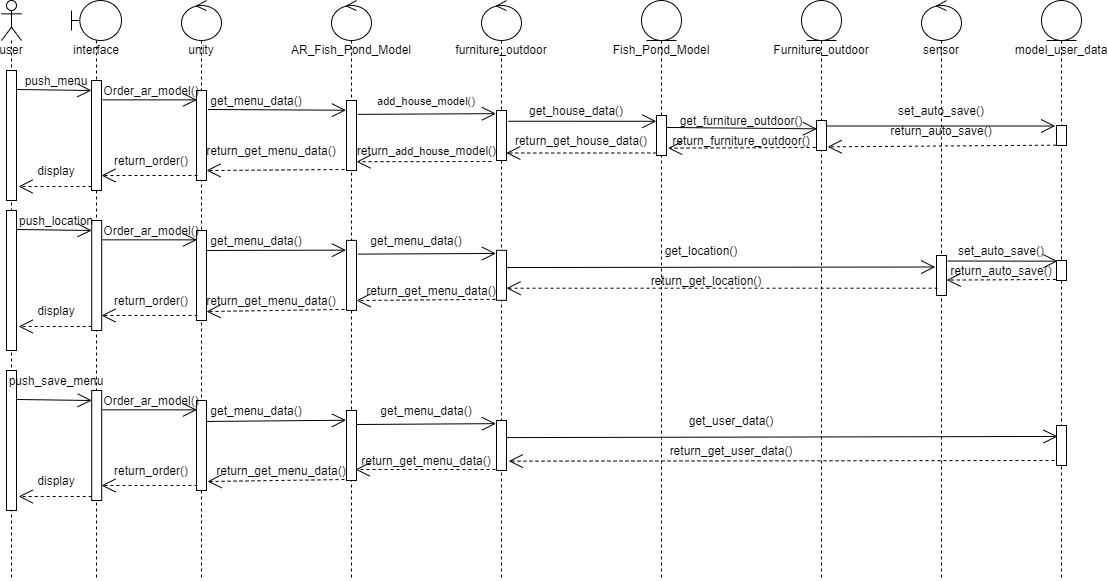 user
interface
unity
AR_Fish_Pond_Model
furniture_outdoor
Fish_Pond_Model
Furniture_outdoor
sensor
model_user_data
push_menu
Order_ar_model()
get_menu_data()
add_house_model()
get_house_data()
get_furniture_outdoor()
set_auto_save()
return_auto_save()
return_furniture_outdoor()
return_get_house_data()
return_add_house_model()
return_get_menu_data()
return_order()
display
push_location
Order_ar_model()
get_menu_data()
get_menu_data()
get_location()
set_auto_save()
return_auto_save()
return_get_location()
return_get_menu_data()
return_get_menu_data()
return_order()
display
push_save_menu
Order_ar_model()
get_menu_data()
get_menu_data()
get_user_data()
return_get_user_data()
return_get_menu_data()
return_get_menu_data()
return_order()
display